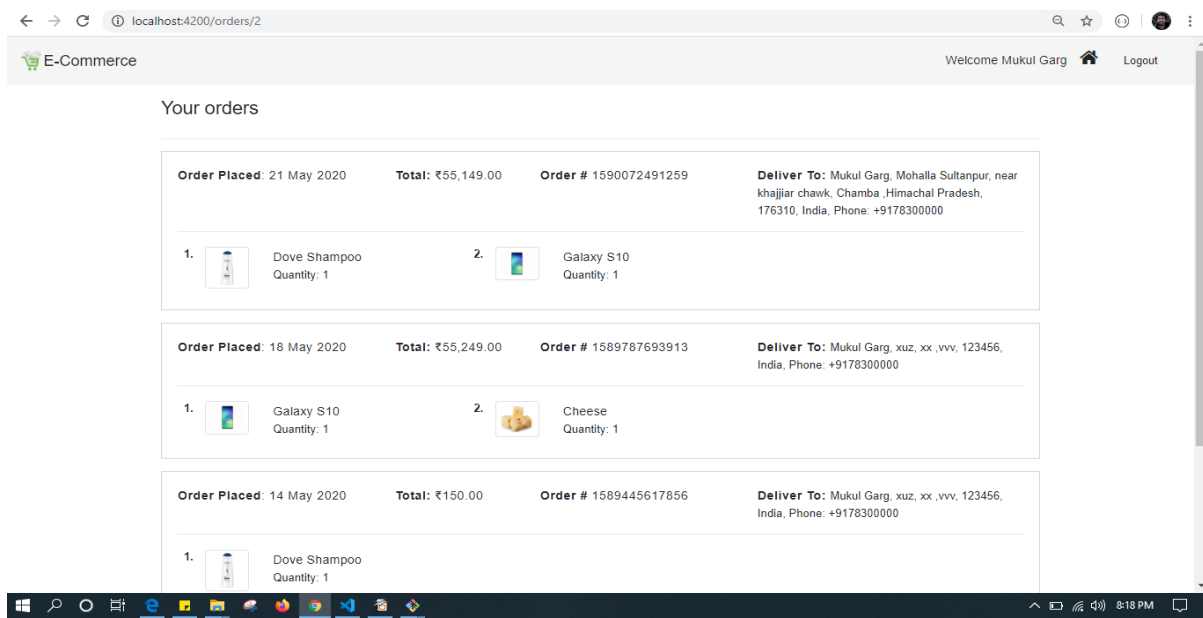 localhost:4200/orders/2
E-Commerce
Welcome Mukul Garg
Logout
Your orders
Order Placed: 21 May 2020 Total: ₹55,149.00 Order # 1590072491259 Deliver To: Mukul Garg, Mohalla Sultanpur, near
khajjiar chawk, Chamba ,Himachal Pradesh,
176310, India, Phone: +9178300000
1. Dove Shampoo 2. Galaxy S10
Quantity: 1 Quantity: 1
Order Placed: 18 May 2020 Total: ₹55,249.00 Order # 1589787693913 Deliver To: Mukul Garg, xuz, xx ,vvv, 123456,
India, Phone: +9178300000
1. Galaxy S10 2. Cheese
Quantity: 1 Quantity: 1
Order Placed: 14 May 2020 Total: ₹150.00 Order # 1589445617856 Deliver To: Mukul Garg, xuz, xx ,vvv, 123456,
India, Phone: +9178300000
1. Dove Shampoo
Quantity: 1
8:18 PM